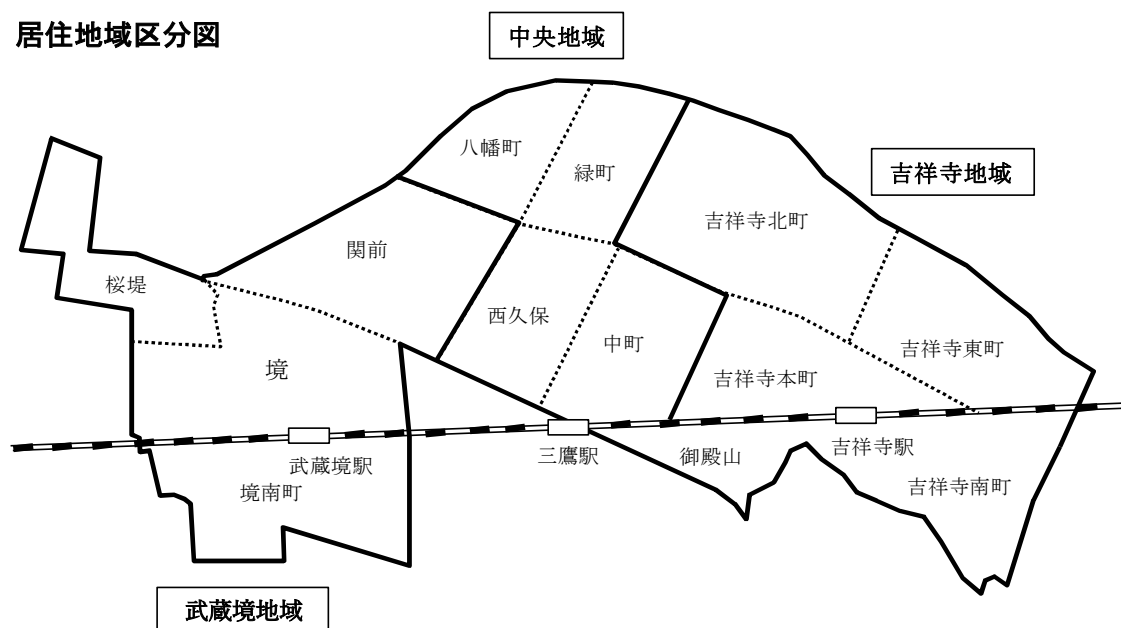 居住地域区分図
中央地域
八幡町
緑町
吉祥寺地域
吉祥寺北町
関前
桜堤
西久保
中町
吉祥寺東町
境
吉祥寺本町
武蔵境駅
三鷹駅
御殿山
吉祥寺駅
境南町
吉祥寺南町
武蔵境地域